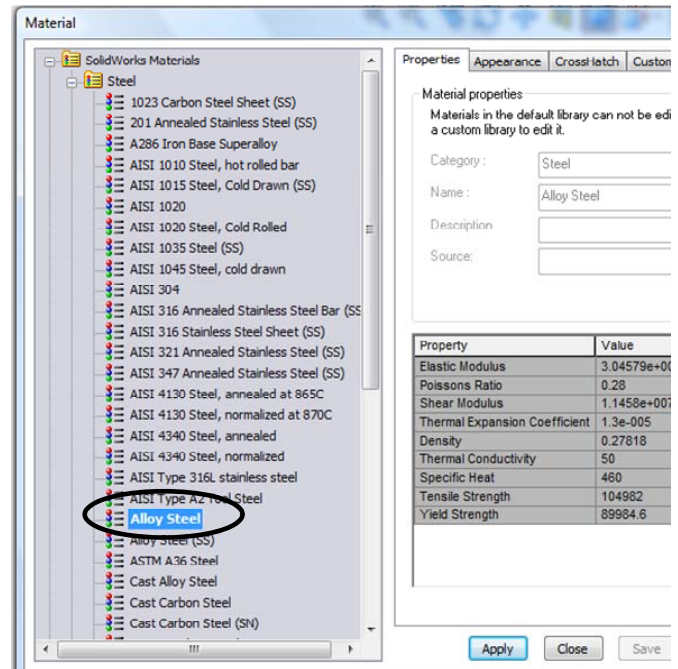 Material
SolidWorks Materials
Steel
1023 Carbon Steel Sheet (SS)
201 Annealed Stainless Steel (SS)
A286 Iron Base Superalloy
AISI 1010 Steel, hot rolled bar
AISI 1015 Steel, Cold Drawn (SS)
AISI 1020
AISI 1020 Steel, Cold Rolled
AISI 1035 Steel (SS)
AISI 1045 Steel, cold drawn
AISI 304
AISI 316 Annealed Stainless Steel Bar (SS
AISI 316 Stainless Steel Sheet (SS)
AISI 321 Annealed Stainless Steel (SS)
AISI 347 Annealed Stainless Steel (SS)
AISI 4130 Steel, annealed at 865C
AISI 4130 Steel, normalized at 870C
AISI 4340 Steel, annealed
AISI 4340 Steel, normalized
AISI Type 316L stainless steel
AISI Type A2 Tool Steel
Alloy Steel
Alloy Steel (SS)
ASTM A36 Steel
Cast Alloy Steel
Cast Carbon Steel
Cast Carbon Steel (SN)
Properties Appearance CrossHatch Custom
Material properties
Materials in the default library can not be edi
a custom library to edit it.
Category : Steel
Name : Alloy Steel
Description
Source:
Property Value
Elastic Modulus 3.04579e+00
Poissons Ratio 0.28
Shear Modulus 1.1458e+007
Thermal Expansion Coefficient 1.3e-005
Density 0.27818
Thermal Conductivity 50
Specific Heat 460
Tensile Strength 104982
Yield Strength 89984.6
Apply Close Save